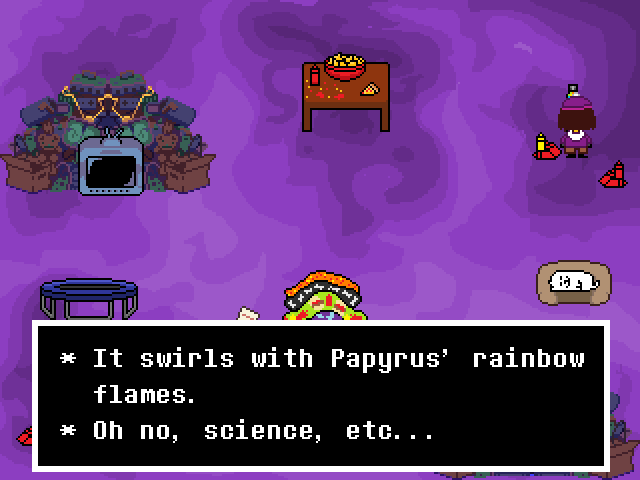 * It swirls with Papyrus’ rainbow
flames.
* Oh no, science, etc...